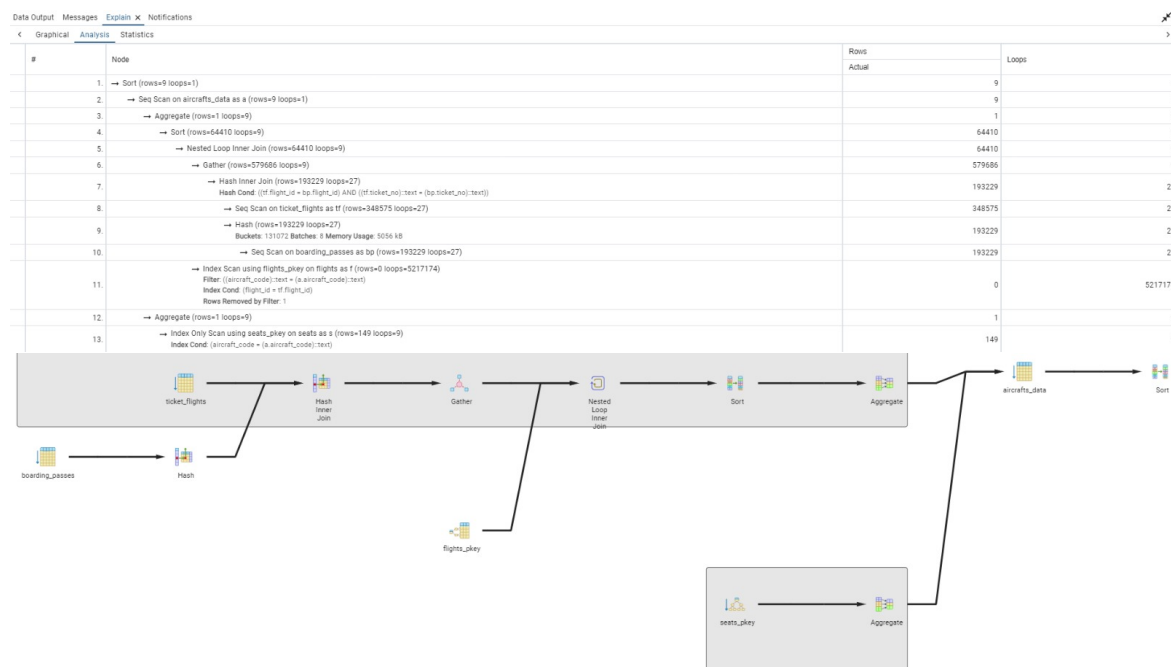 Data Output Messages Explain × Notifications
Graphical Analysis Statistics
# Node Rows Loops
Actual
1. → Sort (rows=9 loops=1) 9
2. → Seq Scan on aircrafts_data as a (rows=9 loops=1) 9
3. → Aggregate (rows=1 loops=9) 1
4. → Sort (rows=64410 loops=9) 64410
5. → Nested Loop Inner Join (rows=64410 loops=9) 64410
6. → Gather (rows=579686 loops=9) 579686
7. → Hash Inner Join (rows=193229 loops=27) 193229 2
Hash Cond: ((tf.flight_id = bp.flight_id) AND ((tf.ticket_no)::text = (bp.ticket_no)::text))
8. → Seq Scan on ticket_flights as tf (rows=348575 loops=27) 348575 2
9. → Hash (rows=193229 loops=27) 193229 2
Buckets: 131072 Batches: 8 Memory Usage: 5056 kB
10. → Seq Scan on boarding_passes as bp (rows=193229 loops=27) 193229 2
11. → Index Scan using flights_pkey on flights as f (rows=0 loops=5217174) 0 521717
Filter: ((aircraft_code)::text = (a.aircraft_code)::text)
Index Cond: (flight_id = tf.flight_id)
Rows Removed by Filter: 1
12. → Aggregate (rows=1 loops=9) 1
13. → Index Only Scan using seats_pkey on seats as s (rows=149 loops=9) 149
Index Cond: (aircraft_code = (a.aircraft_code)::text)
ticket_flights
Hash
Inner
Join
Gather
Nested
Loop
Inner
Join
Sort
Aggregate
aircrafts_data
Sort
boarding_passes
Hash
flights_pkey
seats_pkey
Aggregate